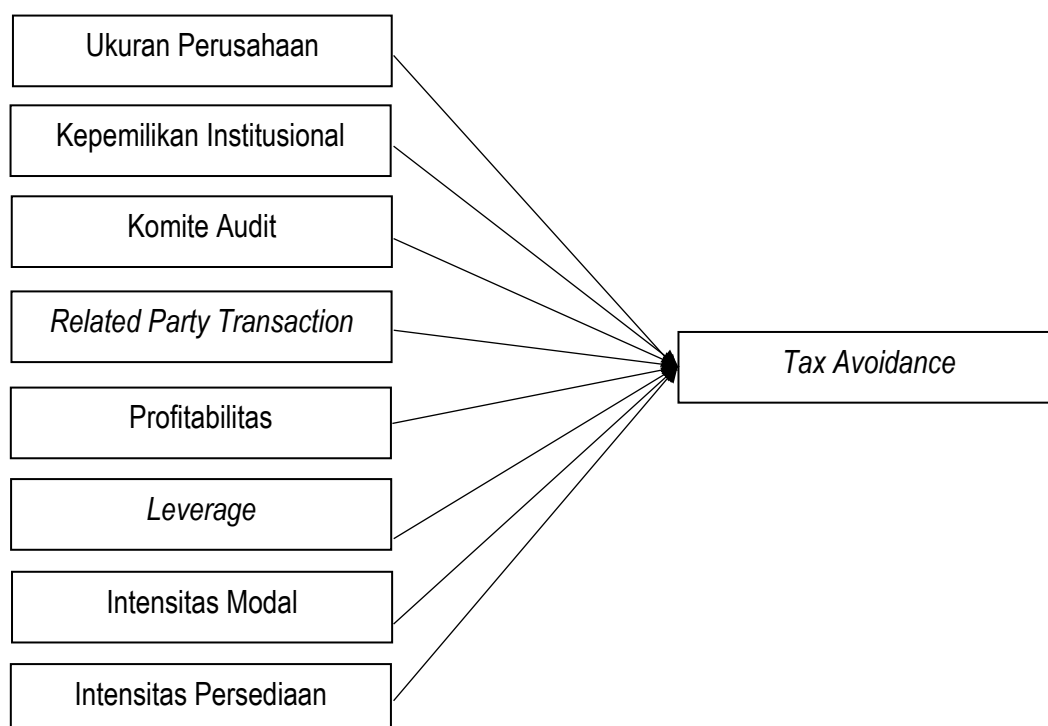 Ukuran Perusahaan
Kepemilikan Institusional
Komite Audit
Related Party Transaction
Tax Avoidance
Profitabilitas
Leverage
Intensitas Modal
Intensitas Persediaan